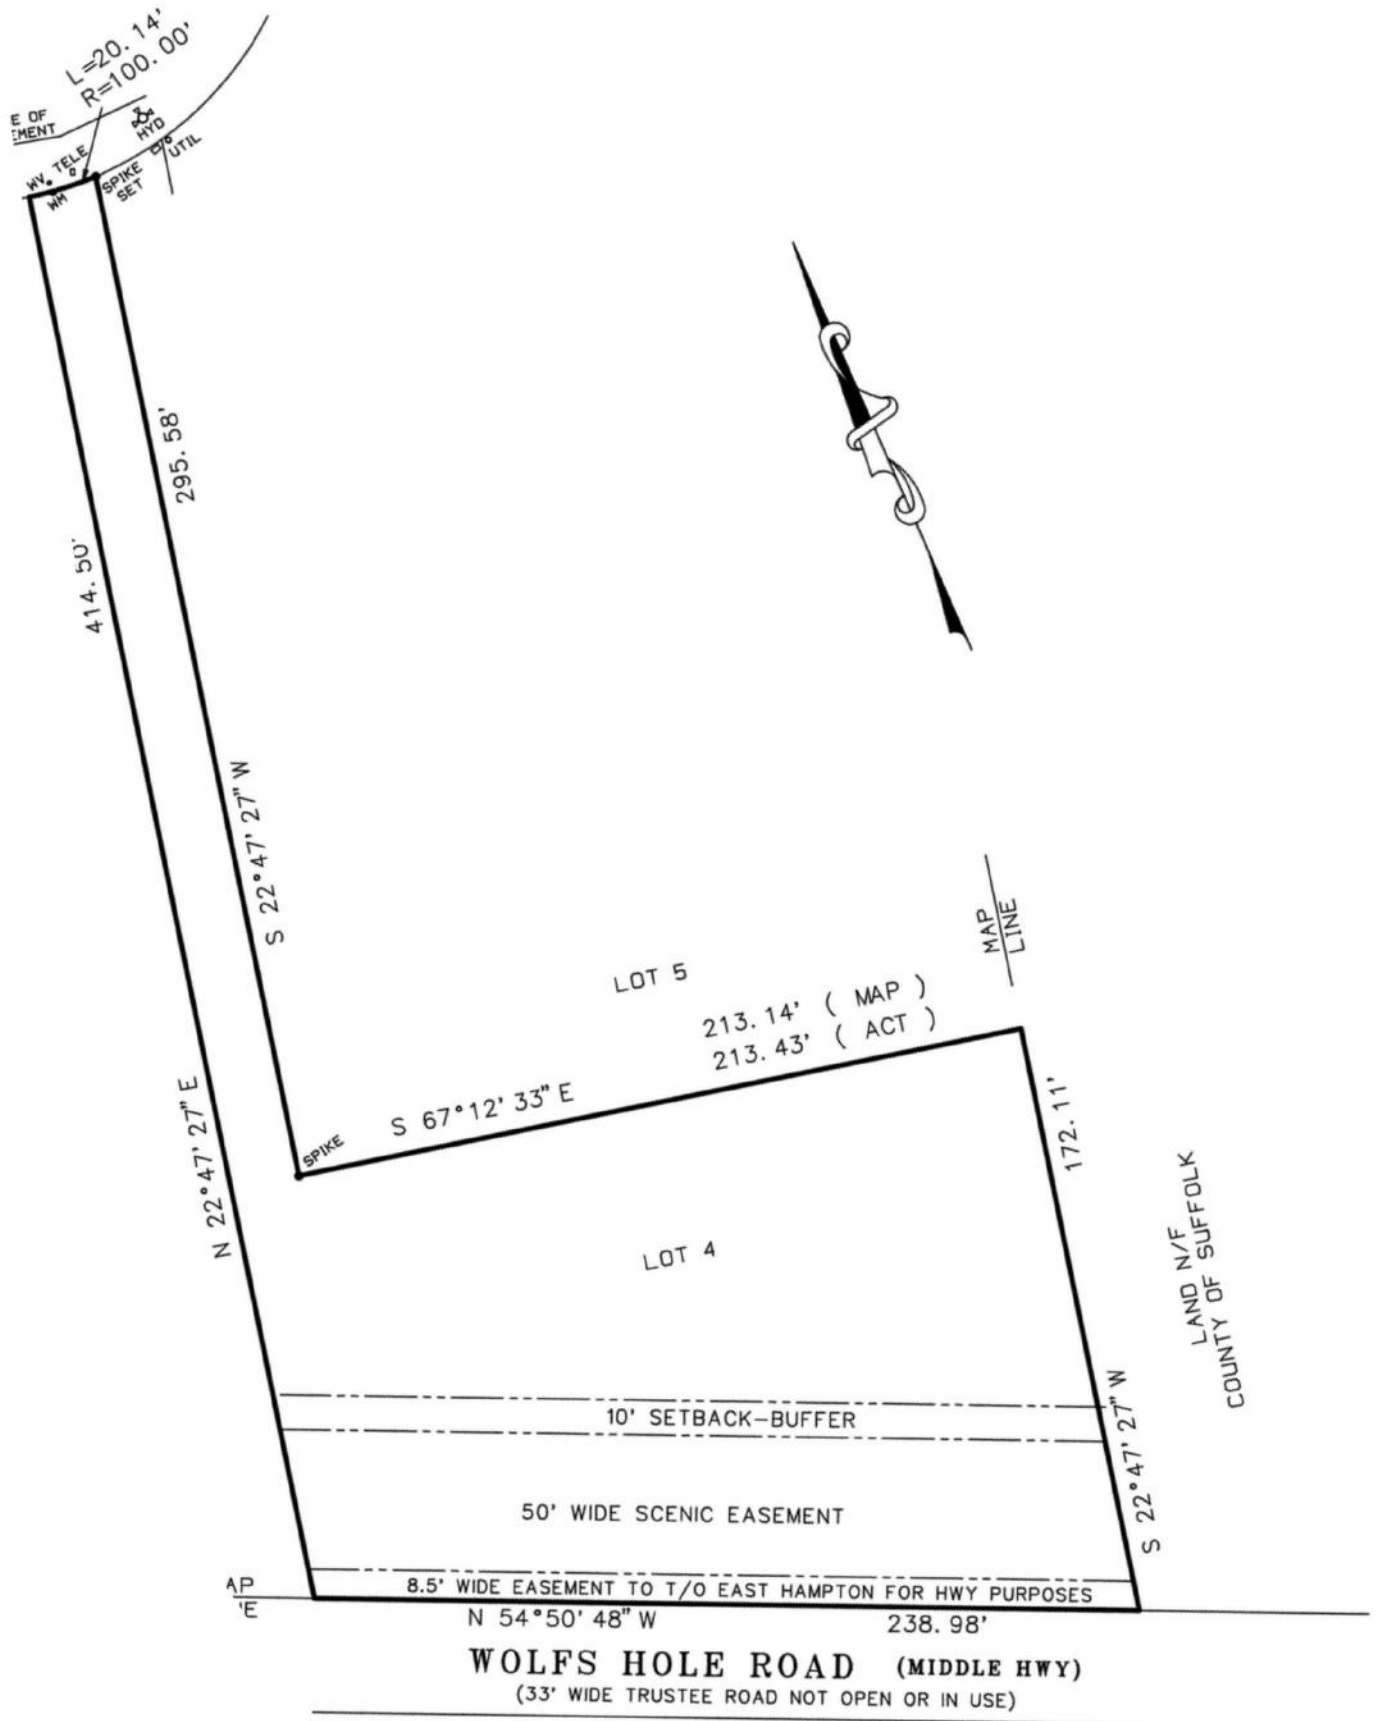 L=20.14'
R=100.00'
E OF
EMENT
HYD
UTIL
TELE
WV
WM
SPIKE
SET
295.58'
414.50'
S 22°47'27" W
N 22°47'27" E
MAP
LINE
LOT 5
213.14' ( MAP )
213.43' ( ACT )
S 67°12'33" E
SPIKE
172.11'
LAND N/F
COUNTY OF SUFFOLK
LOT 4
S 22°47'27" W
10' SETBACK-BUFFER
50' WIDE SCENIC EASEMENT
8.5' WIDE EASEMENT TO T/O EAST HAMPTON FOR HWY PURPOSES
AP
'E
N 54°50'48" W 238.98'
WOLFS HOLE ROAD (MIDDLE HWY)
(33' WIDE TRUSTEE ROAD NOT OPEN OR IN USE)